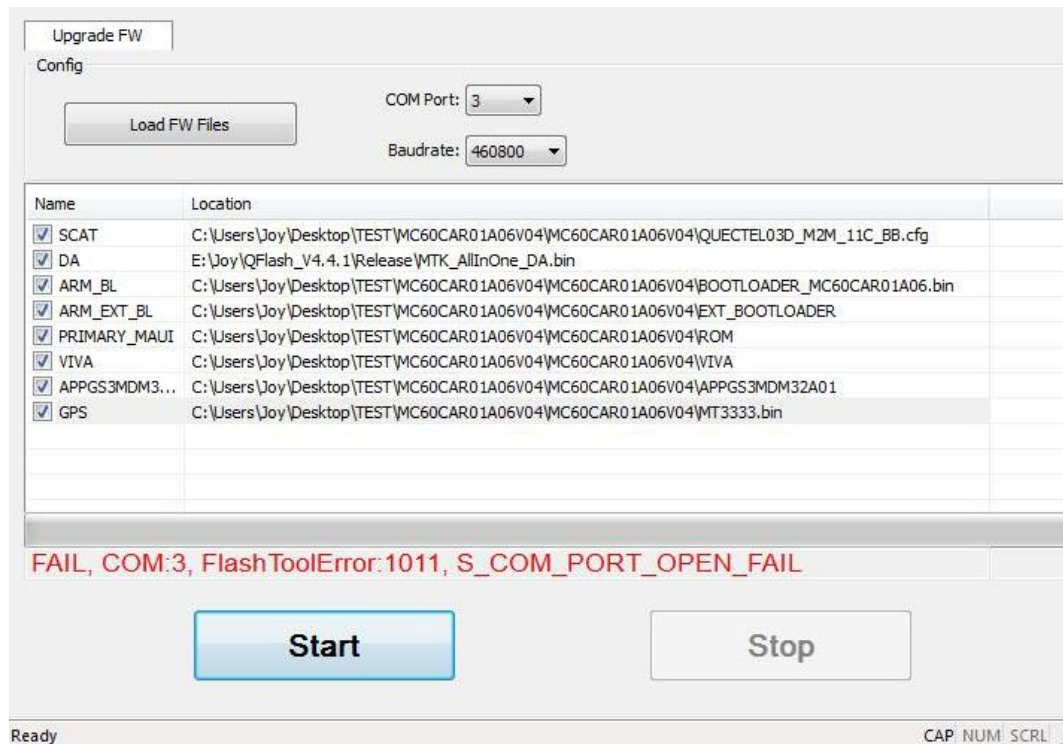 Upgrade FW
Config
Load FW Files
COM Port: 3
Baudrate: 460800
Name Location
SCAT C:\Users\Joy\Desktop\TEST\MC60CAR01A06V04\MC60CAR01A06V04\QUECTEL03D_M2M_11C_BB.cfg
DA E:\Joy\QFlash_V4.4.1\Release\MTK_AllInOne_DA.bin
ARM_BL C:\Users\Joy\Desktop\TEST\MC60CAR01A06V04\MC60CAR01A06V04\BOOTLOADER_MC60CAR01A06.bin
ARM_EXT_BL C:\Users\Joy\Desktop\TEST\MC60CAR01A06V04\MC60CAR01A06V04\EXT_BOOTLOADER
PRIMARY_MAUI C:\Users\Joy\Desktop\TEST\MC60CAR01A06V04\MC60CAR01A06V04\ROM
VIVA C:\Users\Joy\Desktop\TEST\MC60CAR01A06V04\MC60CAR01A06V04\VIVA
APPGS3MDM3... C:\Users\Joy\Desktop\TEST\MC60CAR01A06V04\MC60CAR01A06V04\APPGS3MDM32A01
GPS C:\Users\Joy\Desktop\TEST\MC60CAR01A06V04\MC60CAR01A06V04\MT3333.bin
FAIL, COM:3, FlashToolError:1011, S_COM_PORT_OPEN_FAIL
Start Stop
Ready CAP NUM SCRL